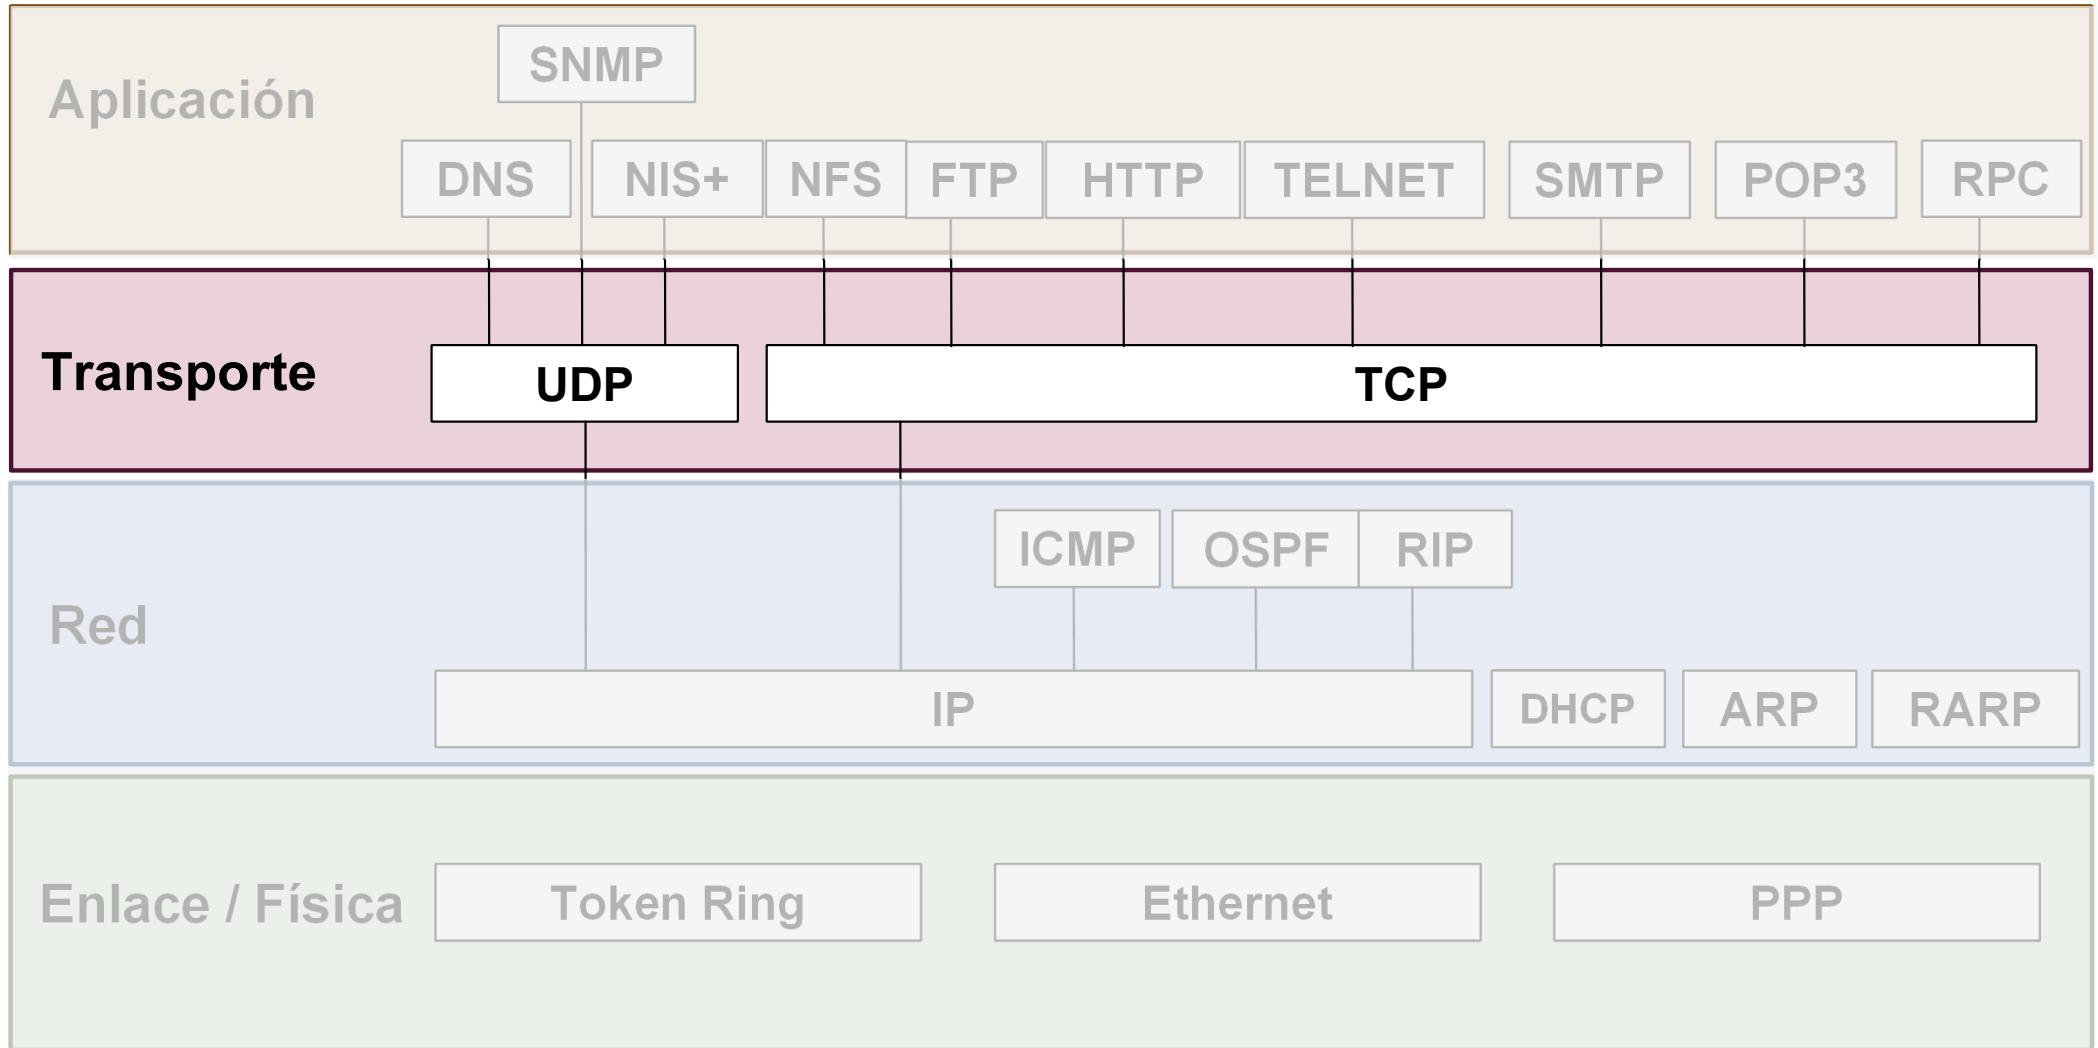 Aplicación
SNMP
DNS
NIS+
NFS
FTP
HTTP
TELNET
SMTP
POP3
RPC
Transporte
UDP
TCP
Red
ICMP
OSPF
RIP
IP
DHCP
ARP
RARP
Enlace / Física
Token Ring
Ethernet
PPP